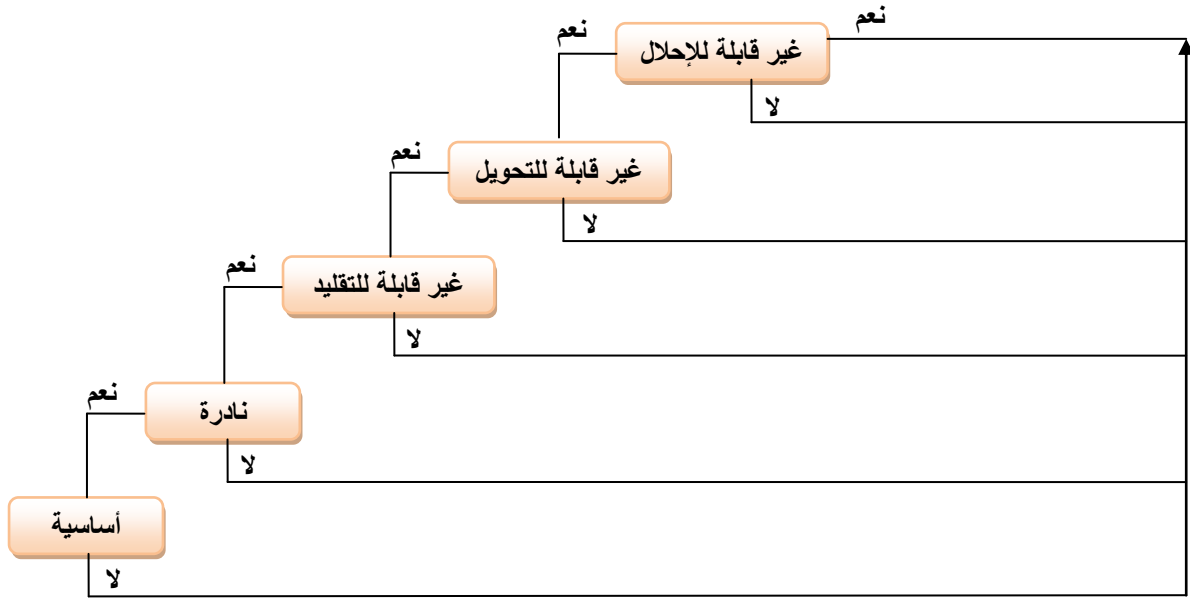 نعم
نعم
غير قابلة للإحلال
لا
نعم
غير قابلة للتحويل
لا
نعم
غير قابلة للتقليد
لا
نعم
نادرة
لا
أساسية
لا